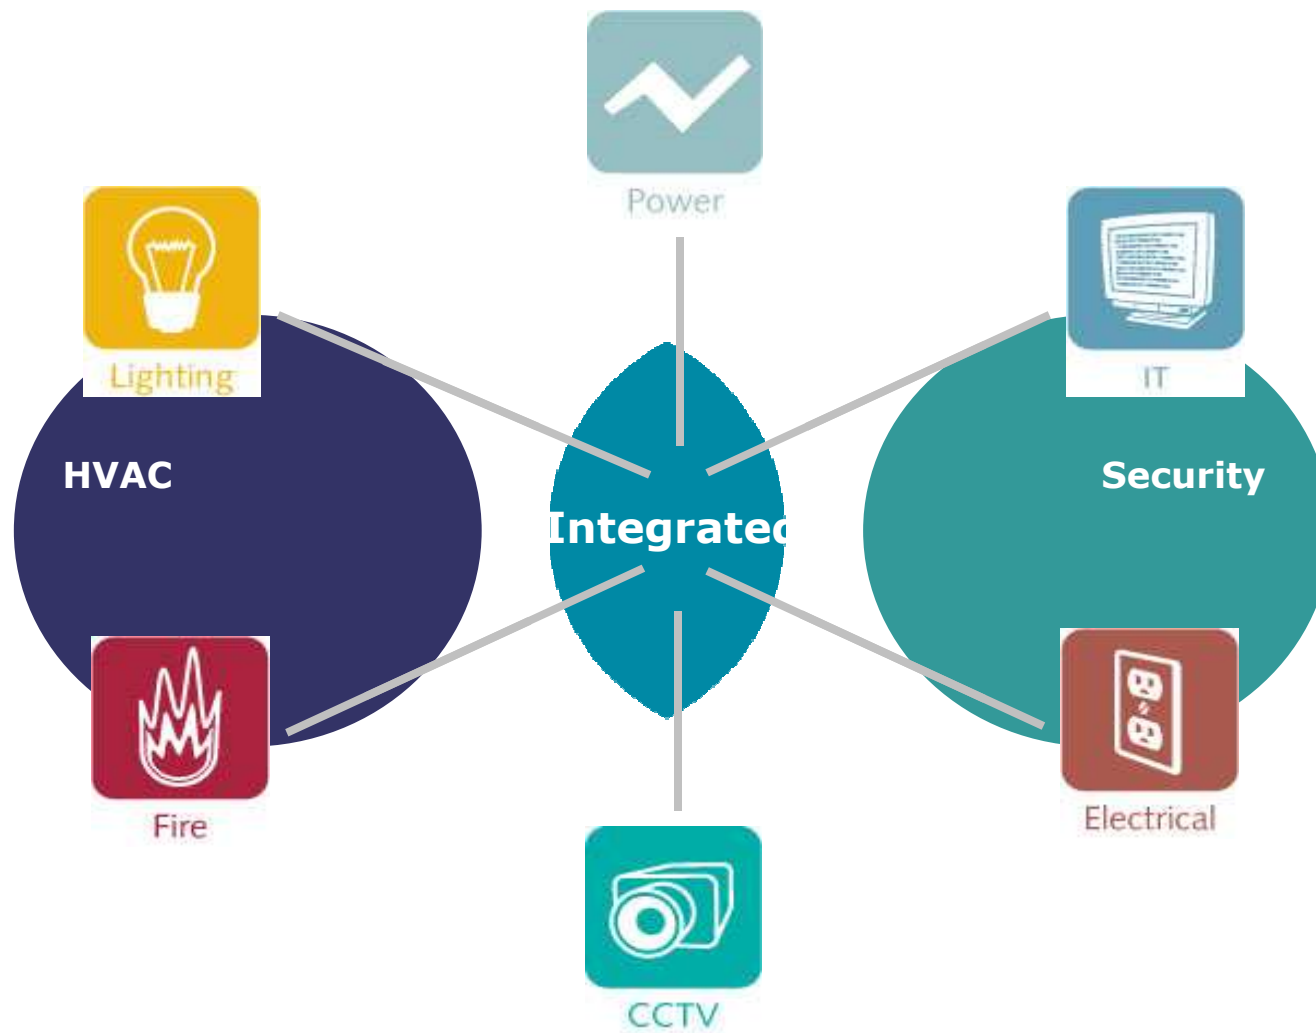 Power
Lighting
IT
HVAC
Security
Integrated
Fire
Electrical
CCTV